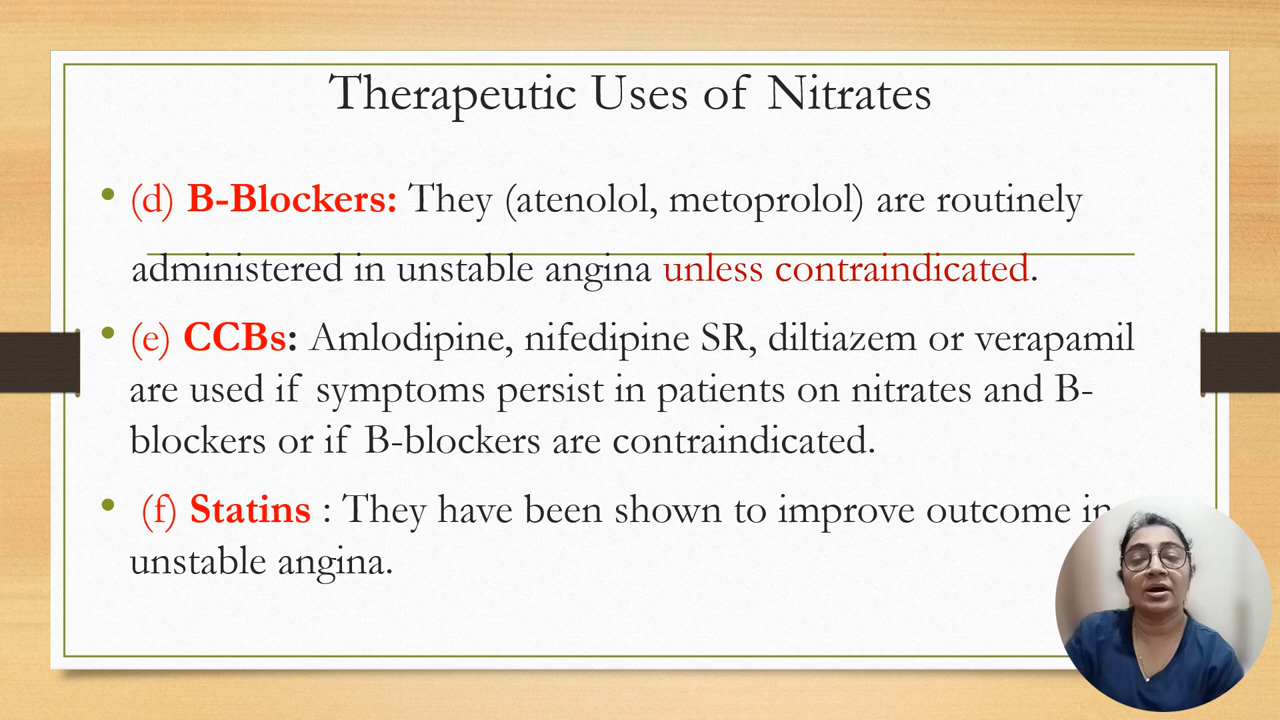 Therapeutic Uses of Nitrates
• (d) B-Blockers: They (atenolol, metoprolol) are routinely
administered in unstable angina unless contraindicated.
• (e) CCBs: Amlodipine, nifedipine SR, diltiazem or verapamil
are used if symptoms persist in patients on nitrates and B-
blockers or if B-blockers are contraindicated.
• (f) Statins : They have been shown to improve outcome in
unstable angina.